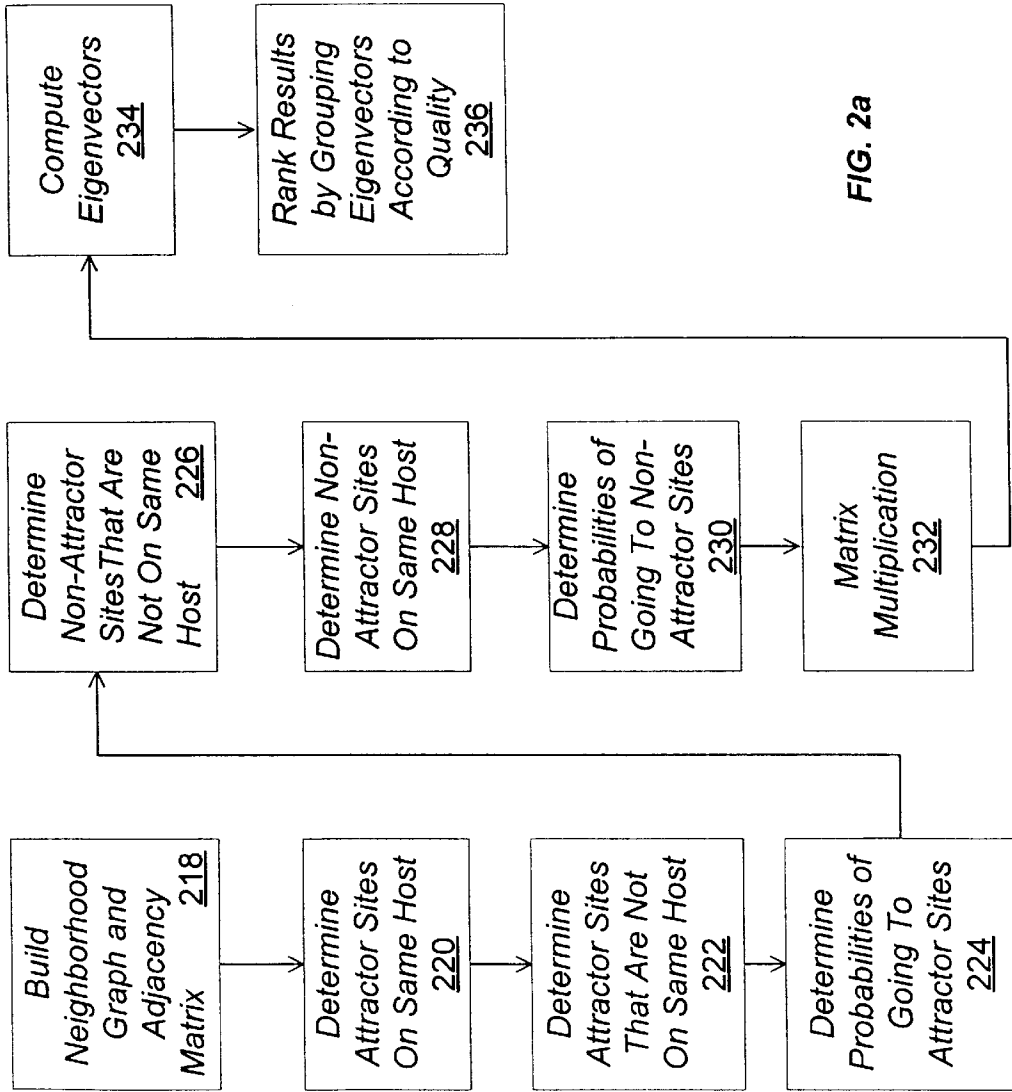 Build
Neighborhood
Graph and
Adjacency
Matrix 218
Determine
Attractor Sites
On Same Host
220
Determine
Attractor Sites
That Are Not
On Same Host
222
Determine
Probabilities of
Going To
Attractor Sites
224
Determine
Non-Attractor
SitesThat Are
Not On Same
Host 226
Determine Non-
Attractor Sites
On Same Host
228
Determine
Probabilities of
Going To Non-
Attractor Sites
230
Matrix
Multiplication
232
Compute
Eigenvectors
234
Rank Results
by Grouping
Eigenvectors
According to
Quality
236
FIG. 2a